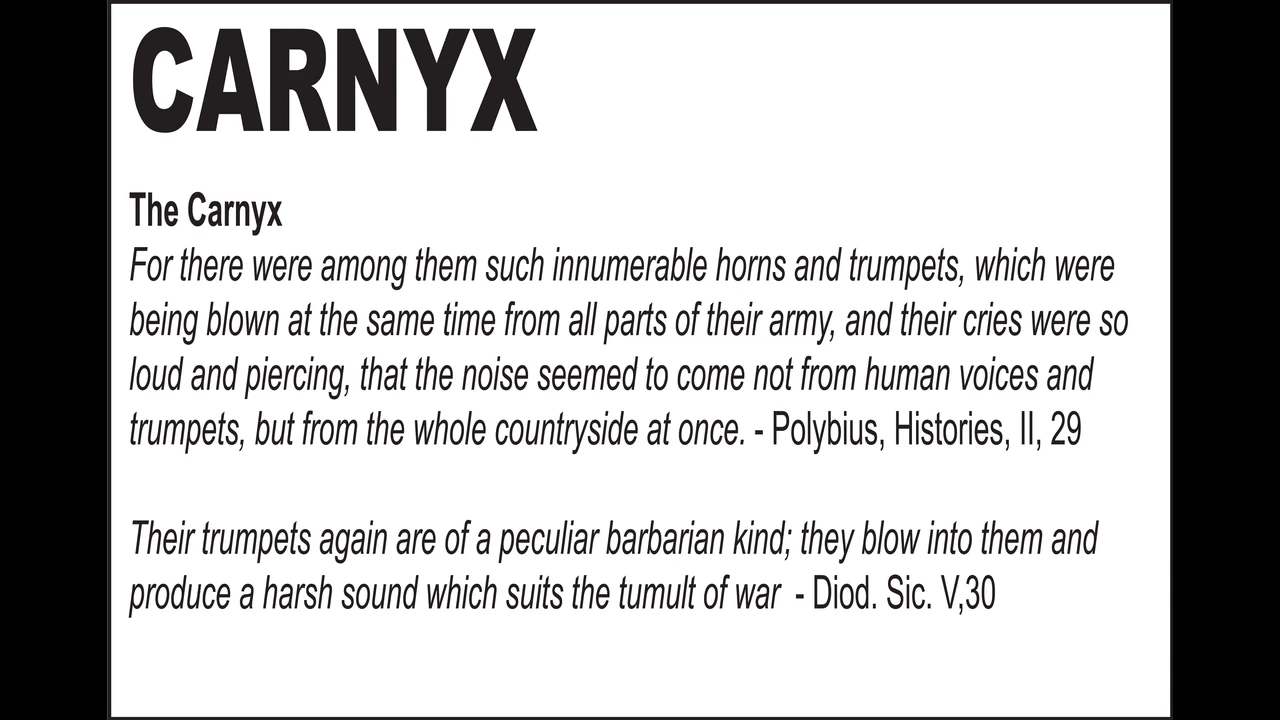 CARNYX
The Carnyx
For there were among them such innumerable horns and trumpets, which were
being blown at the same time from all parts of their army, and their cries were so
loud and piercing, that the noise seemed to come not from human voices and
trumpets, but from the whole countryside at once. - Polybius, Histories, II, 29
Their trumpets again are of a peculiar barbarian kind; they blow into them and
produce a harsh sound which suits the tumult of war - Diod. Sic. V,30